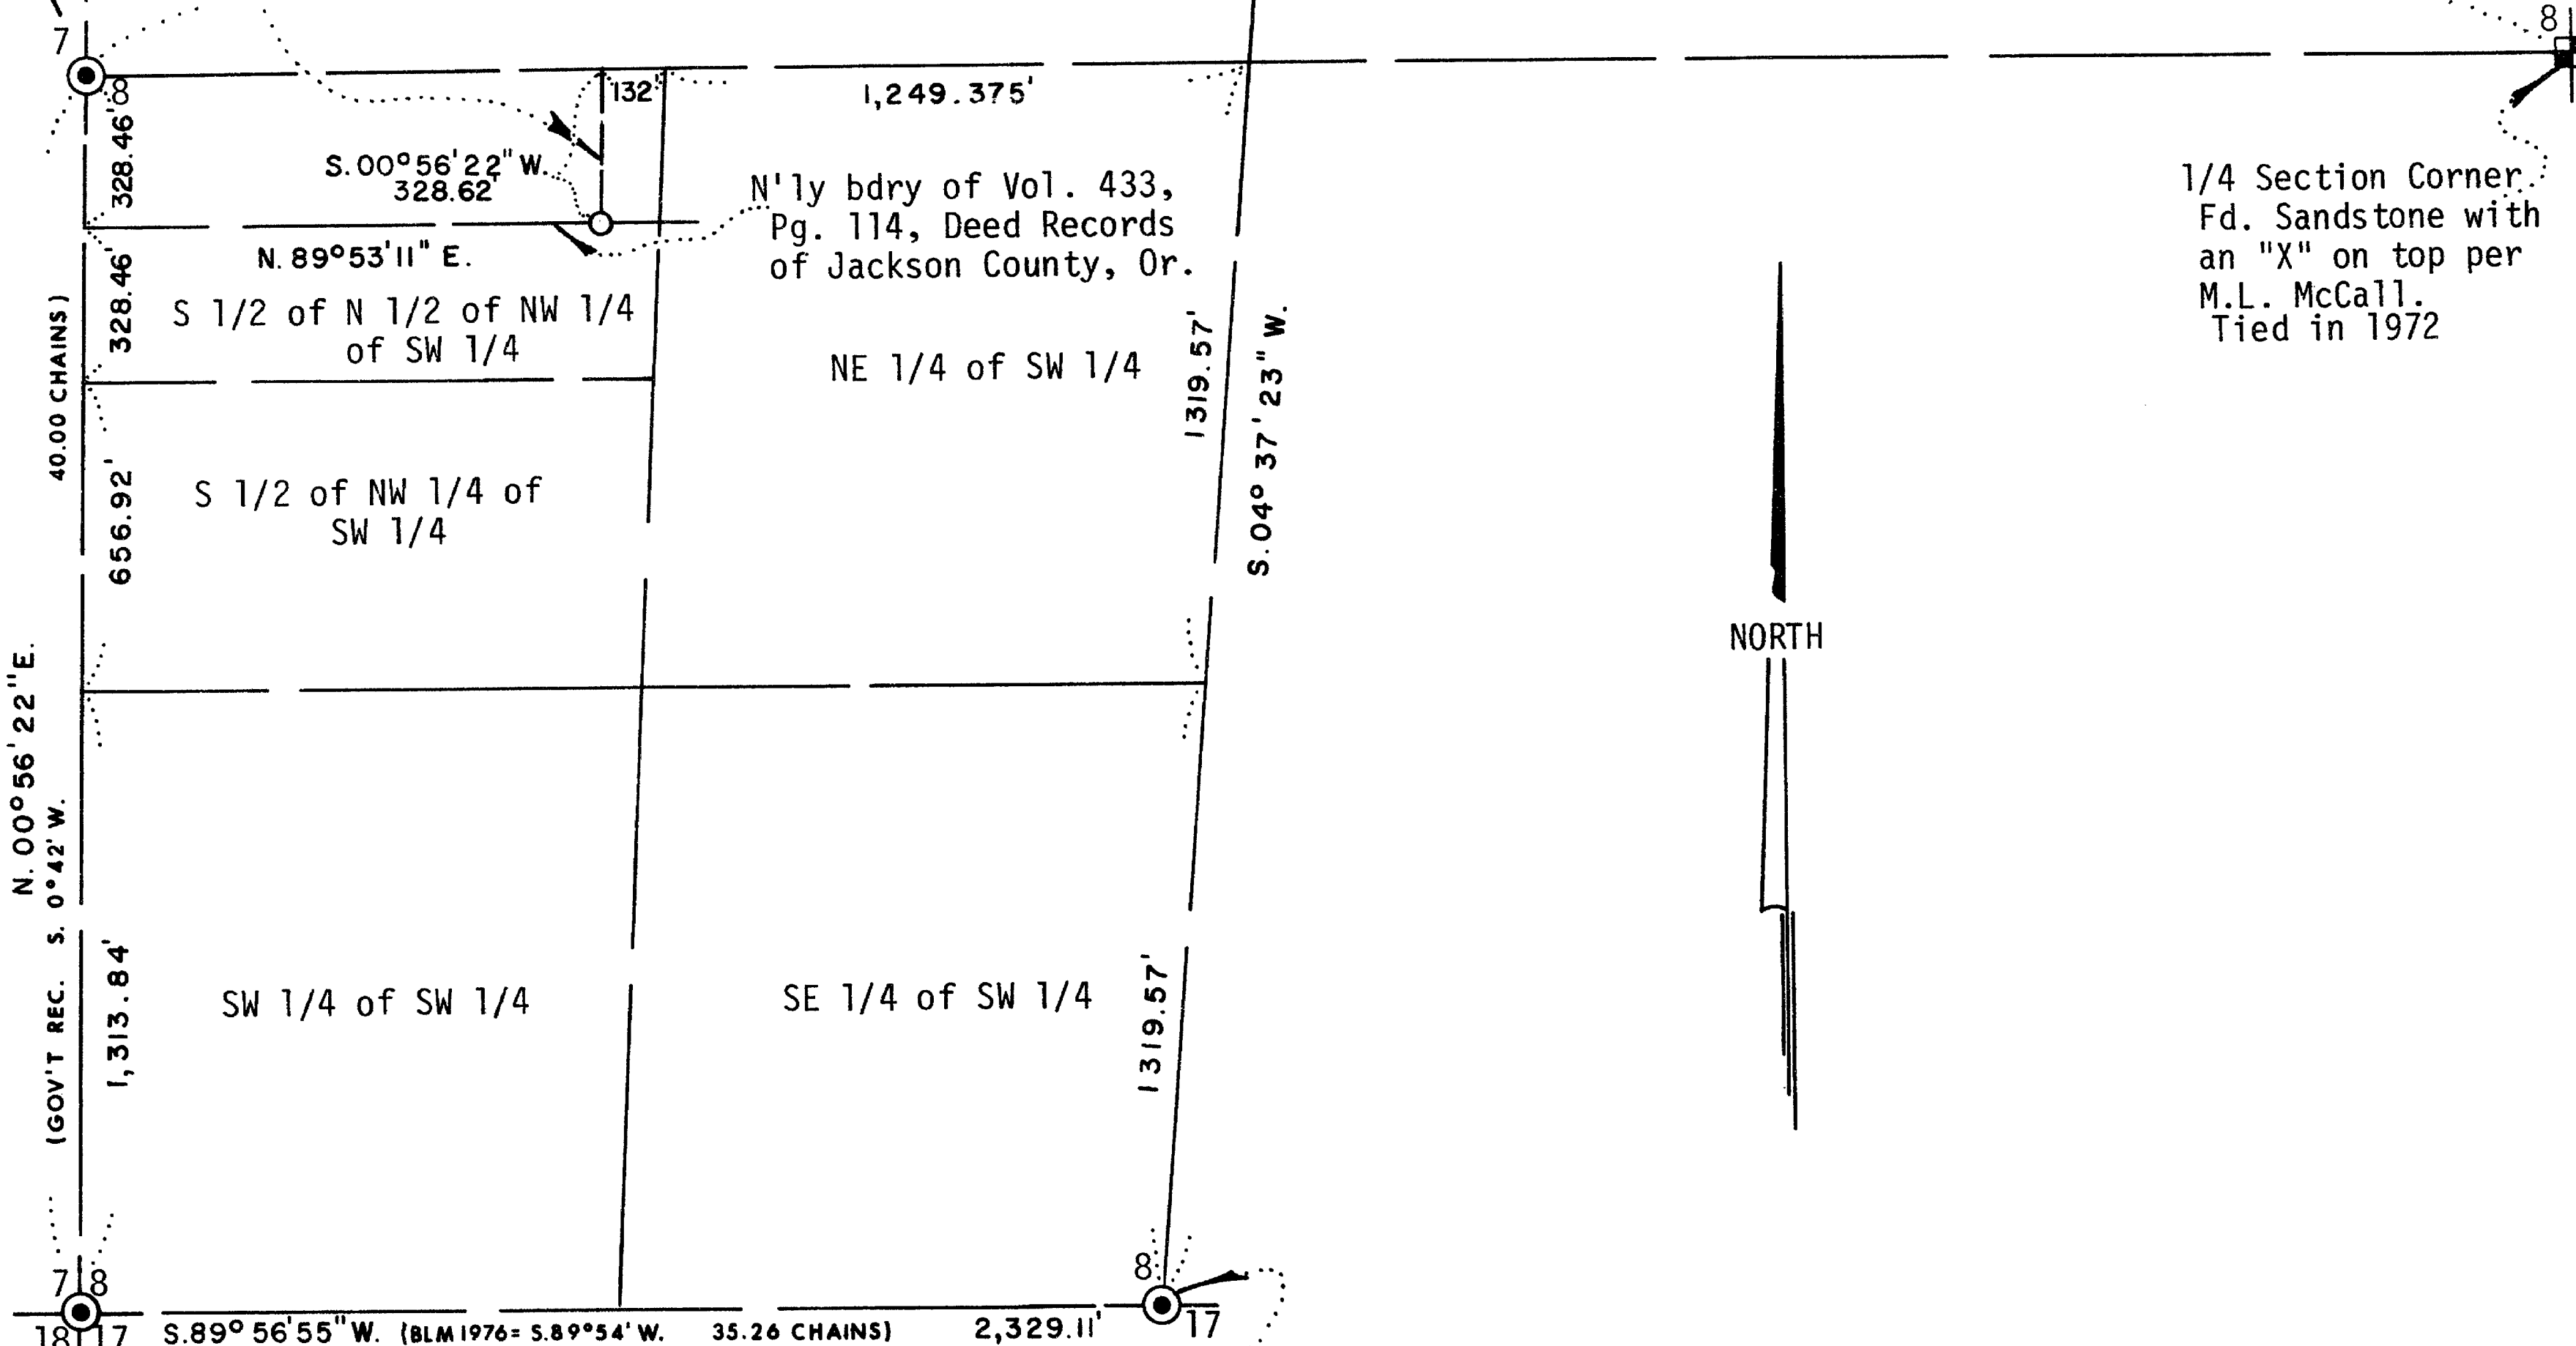 7
8
8
132'
1,249.375'
328.46'
S.00°56'22" W.
328.62'
N'ly bdry of Vol. 433,
Pg. 114, Deed Records
of Jackson County, Or.
1/4 Section Corner
Fd. Sandstone with
an "X" on top per
M.L. McCall.
Tied in 1972
N. 89°53'11" E.
328.46'
S 1/2 of N 1/2 of NW 1/4
of SW 1/4
40.00 CHAINS)
NE 1/4 of SW 1/4
1319.57'
S.04° 37' 23" W.
656.92'
S 1/2 of NW 1/4 of
SW 1/4
NORTH
N. 00°56' 22"E.
(GOV'T REC. S. 0°42' W.
1,313.84'
SW 1/4 of SW 1/4
SE 1/4 of SW 1/4
1319.57'
7 8
8
18 17
S.89° 56'55" W. (BLM 1976= S.89°54' W. 35.26 CHAINS) 2,329.11'
17